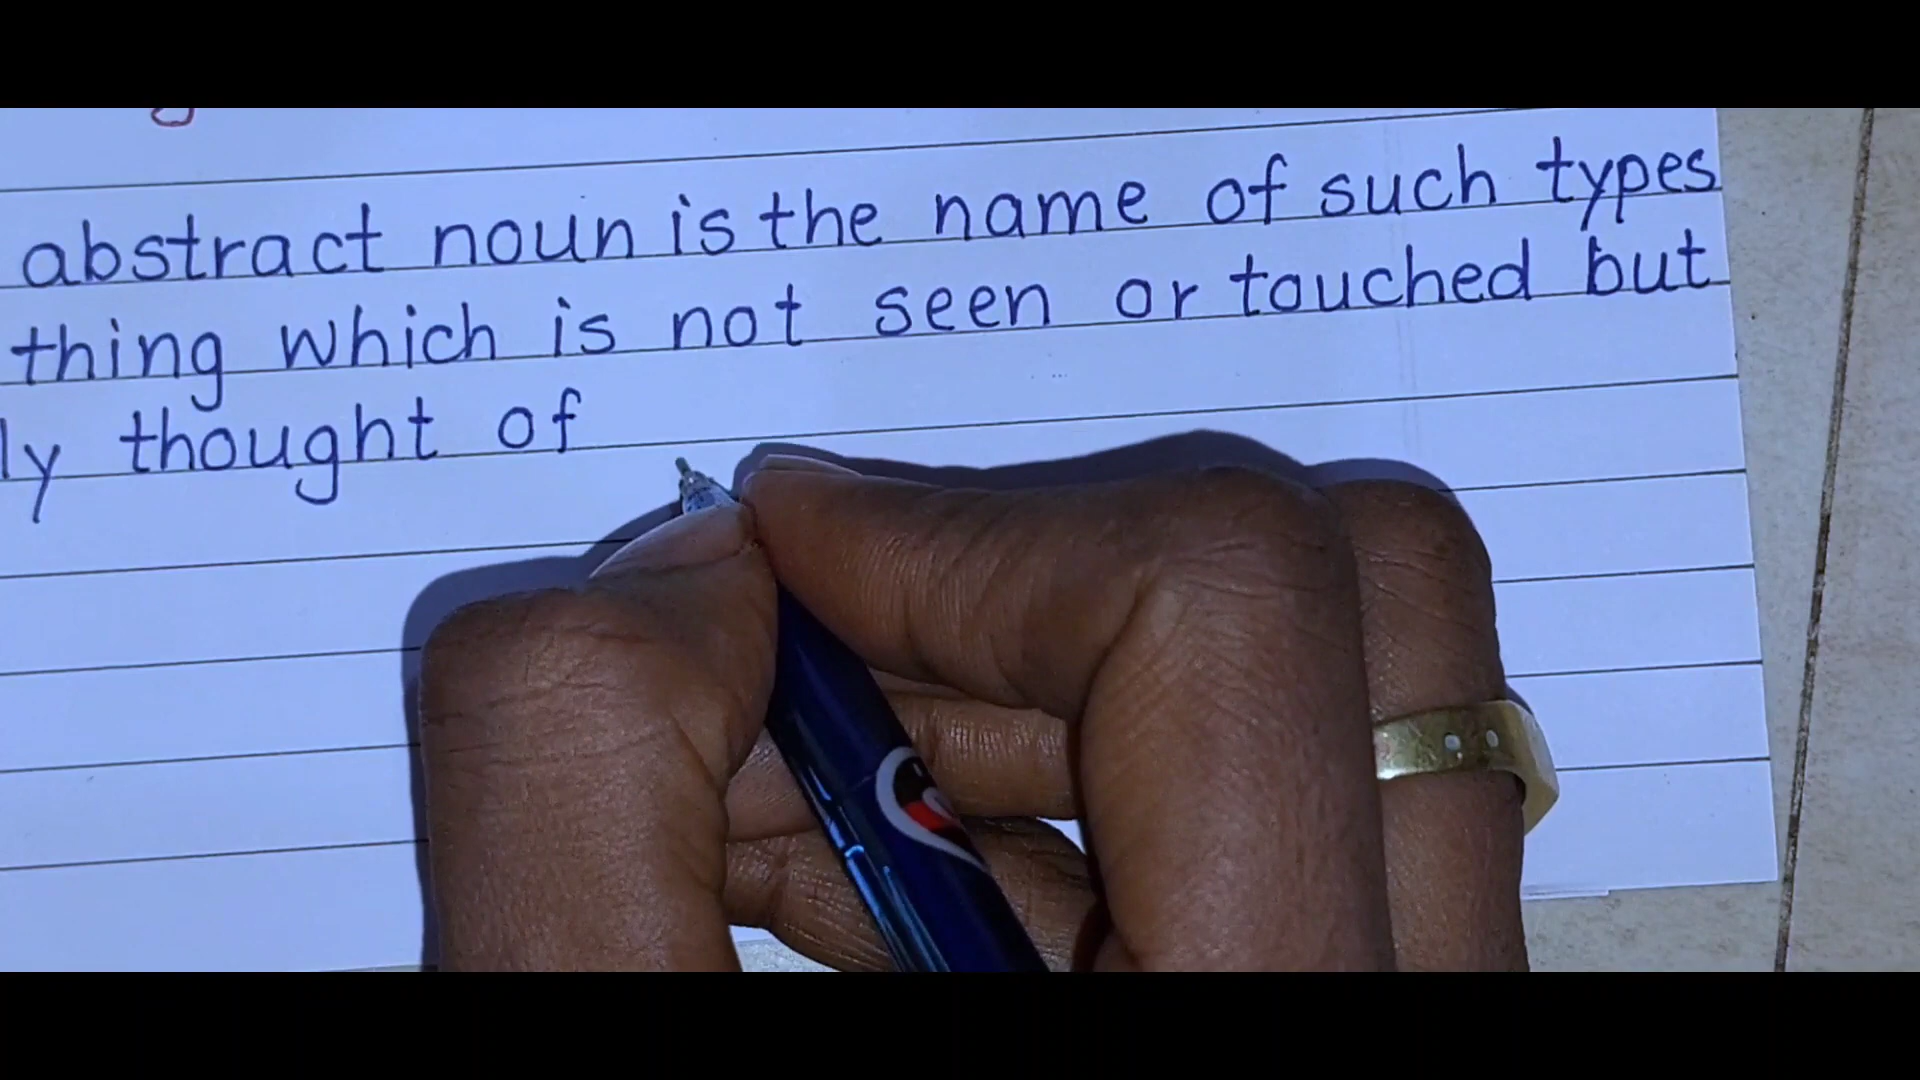 abstract noun is the name of such types
thing which is not seen or touched but
ly thought of